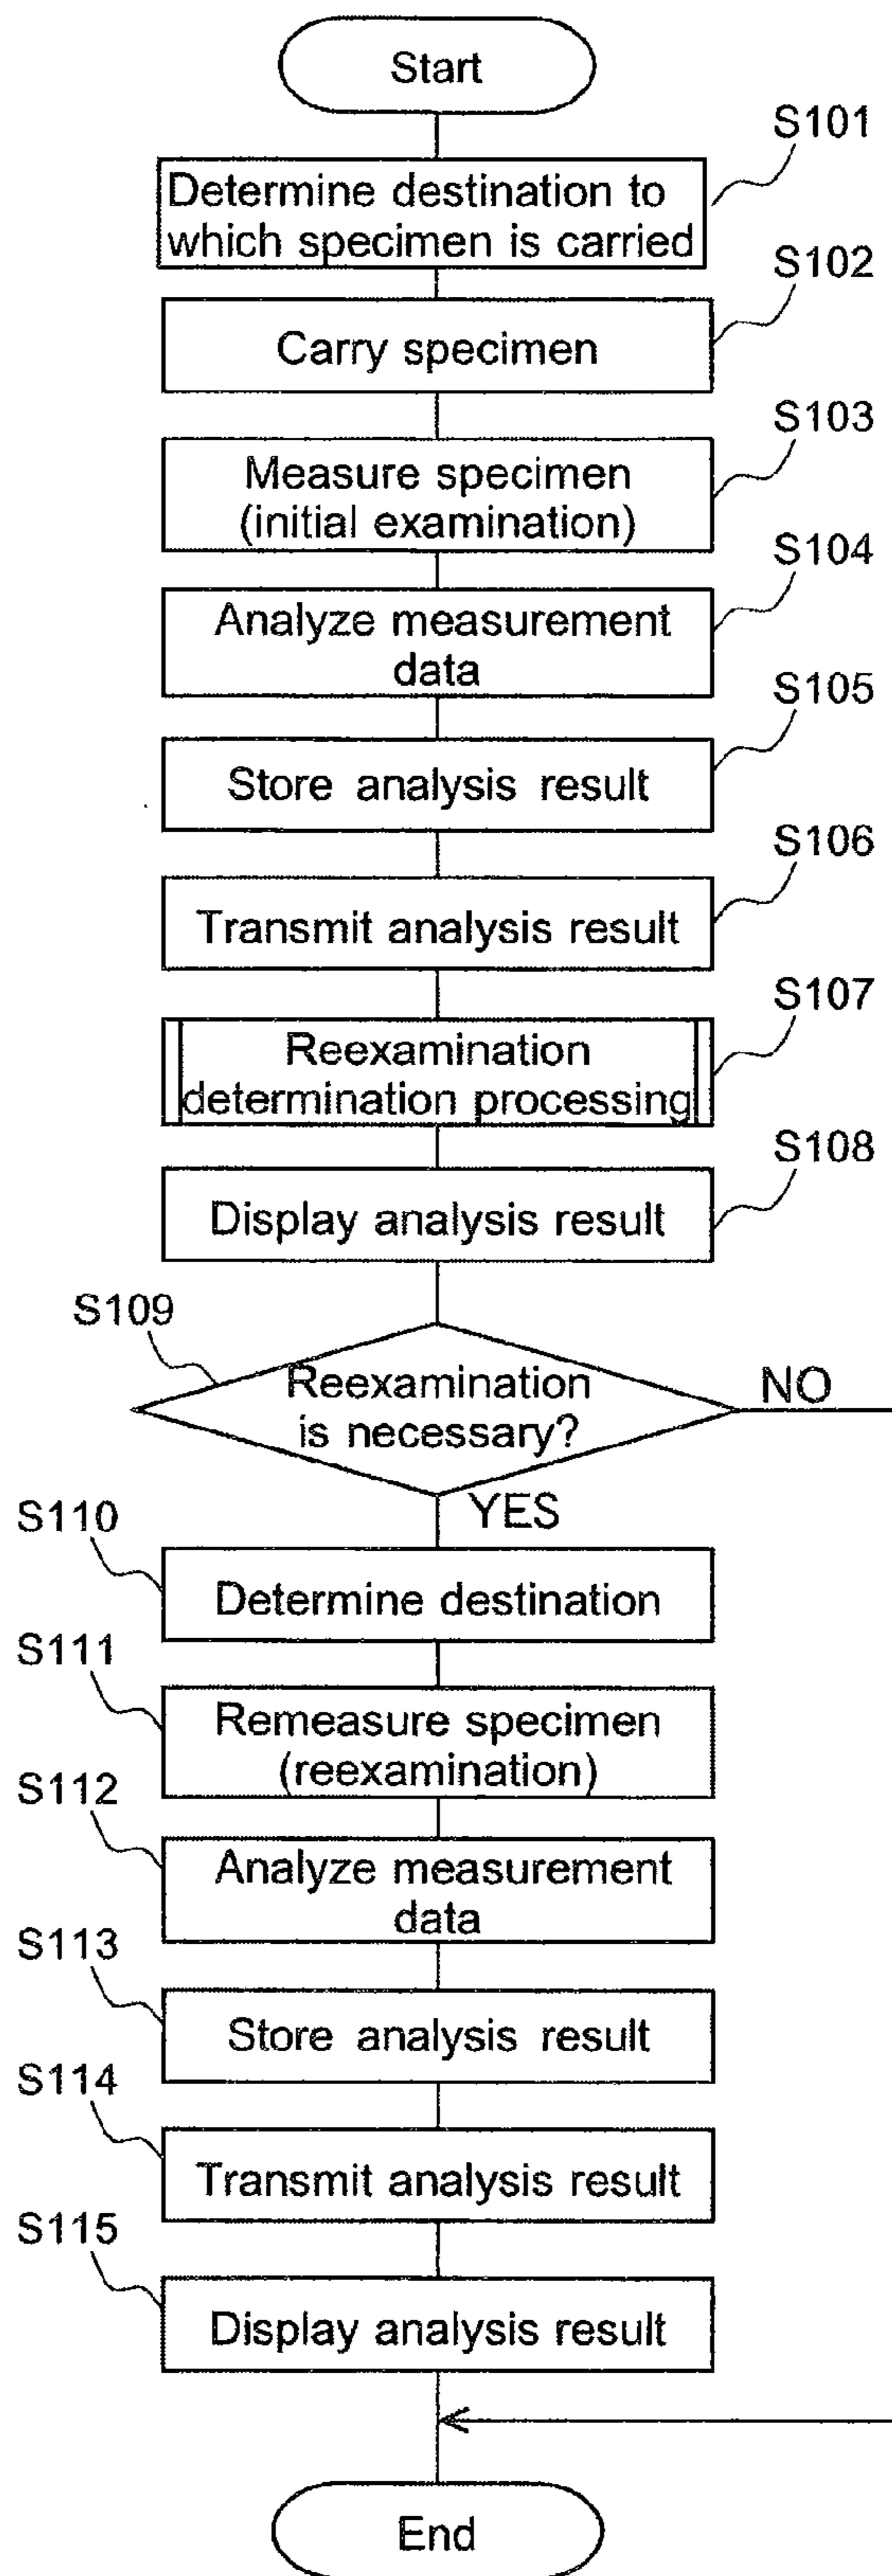 Start
S101
Determine destination to
which specimen is carried
S102
Carry specimen
S103
Measure specimen
(initial examination)
S104
Analyze measurement
data
S105
Store analysis result
S106
Transmit analysis result
S107
Reexamination
determination processing
S108
Display analysis result
S109
Reexamination
is necessary?
NO
YES
S110
Determine destination
S111
Remeasure specimen
(reexamination)
S112
Analyze measurement
data
S113
Store analysis result
S114
Transmit analysis result
S115
Display analysis result
End